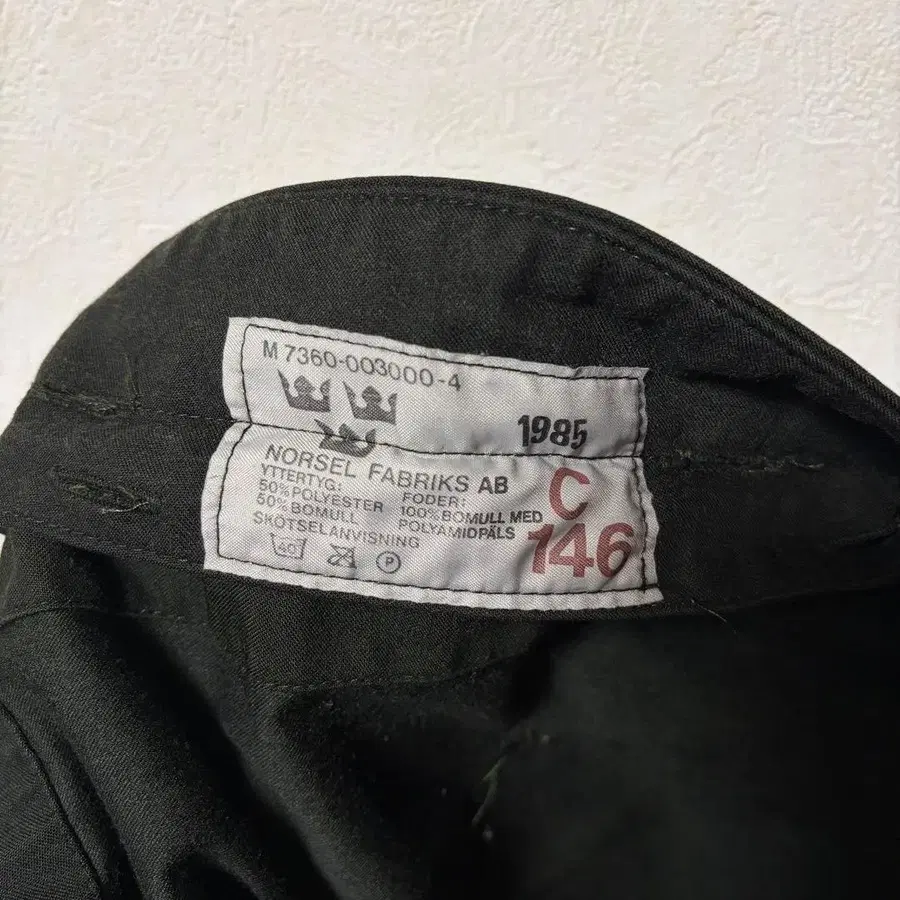 M 7360-003000-4
1985
NORSEL FABRIKS AB
YTTERTYG:
50% POLYESTER
50% BOMULL
FODER:
100% BOMULL MED
POLYAMIDPÄLS
SKÖTSELANVISNING
40
P
C
146